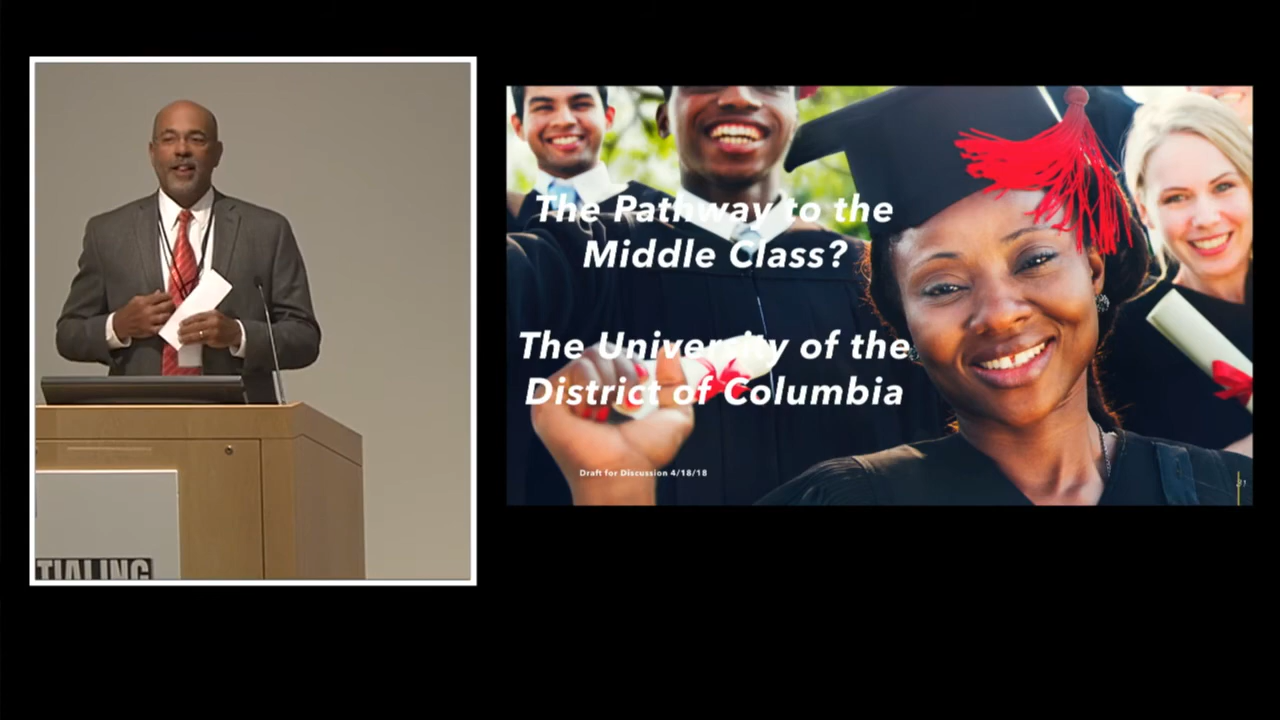 The Pathway to the
Middle Class?
The University of the
District of Columbia
Draft for Discussion 4/18/18
TIALING